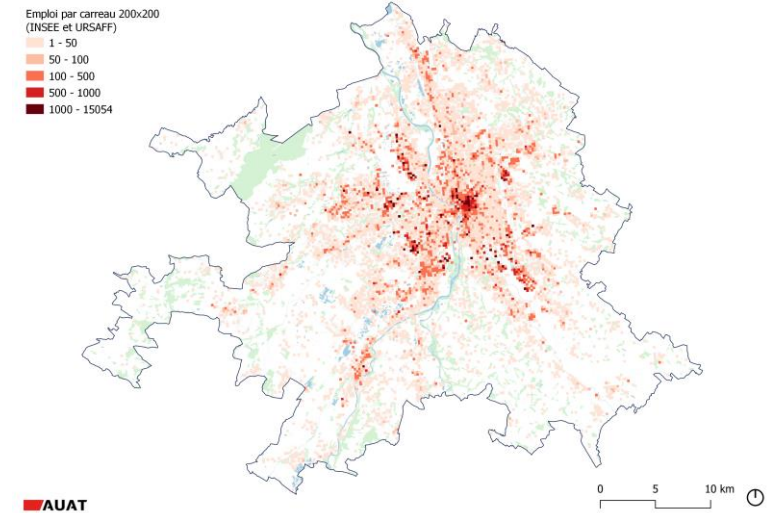 Emploi par carreau 200x200
(INSEE et URSAFF)
1 - 50
50 - 100
100 - 500
500 - 1000
1000 - 15054
AUAT
0 5 10 km